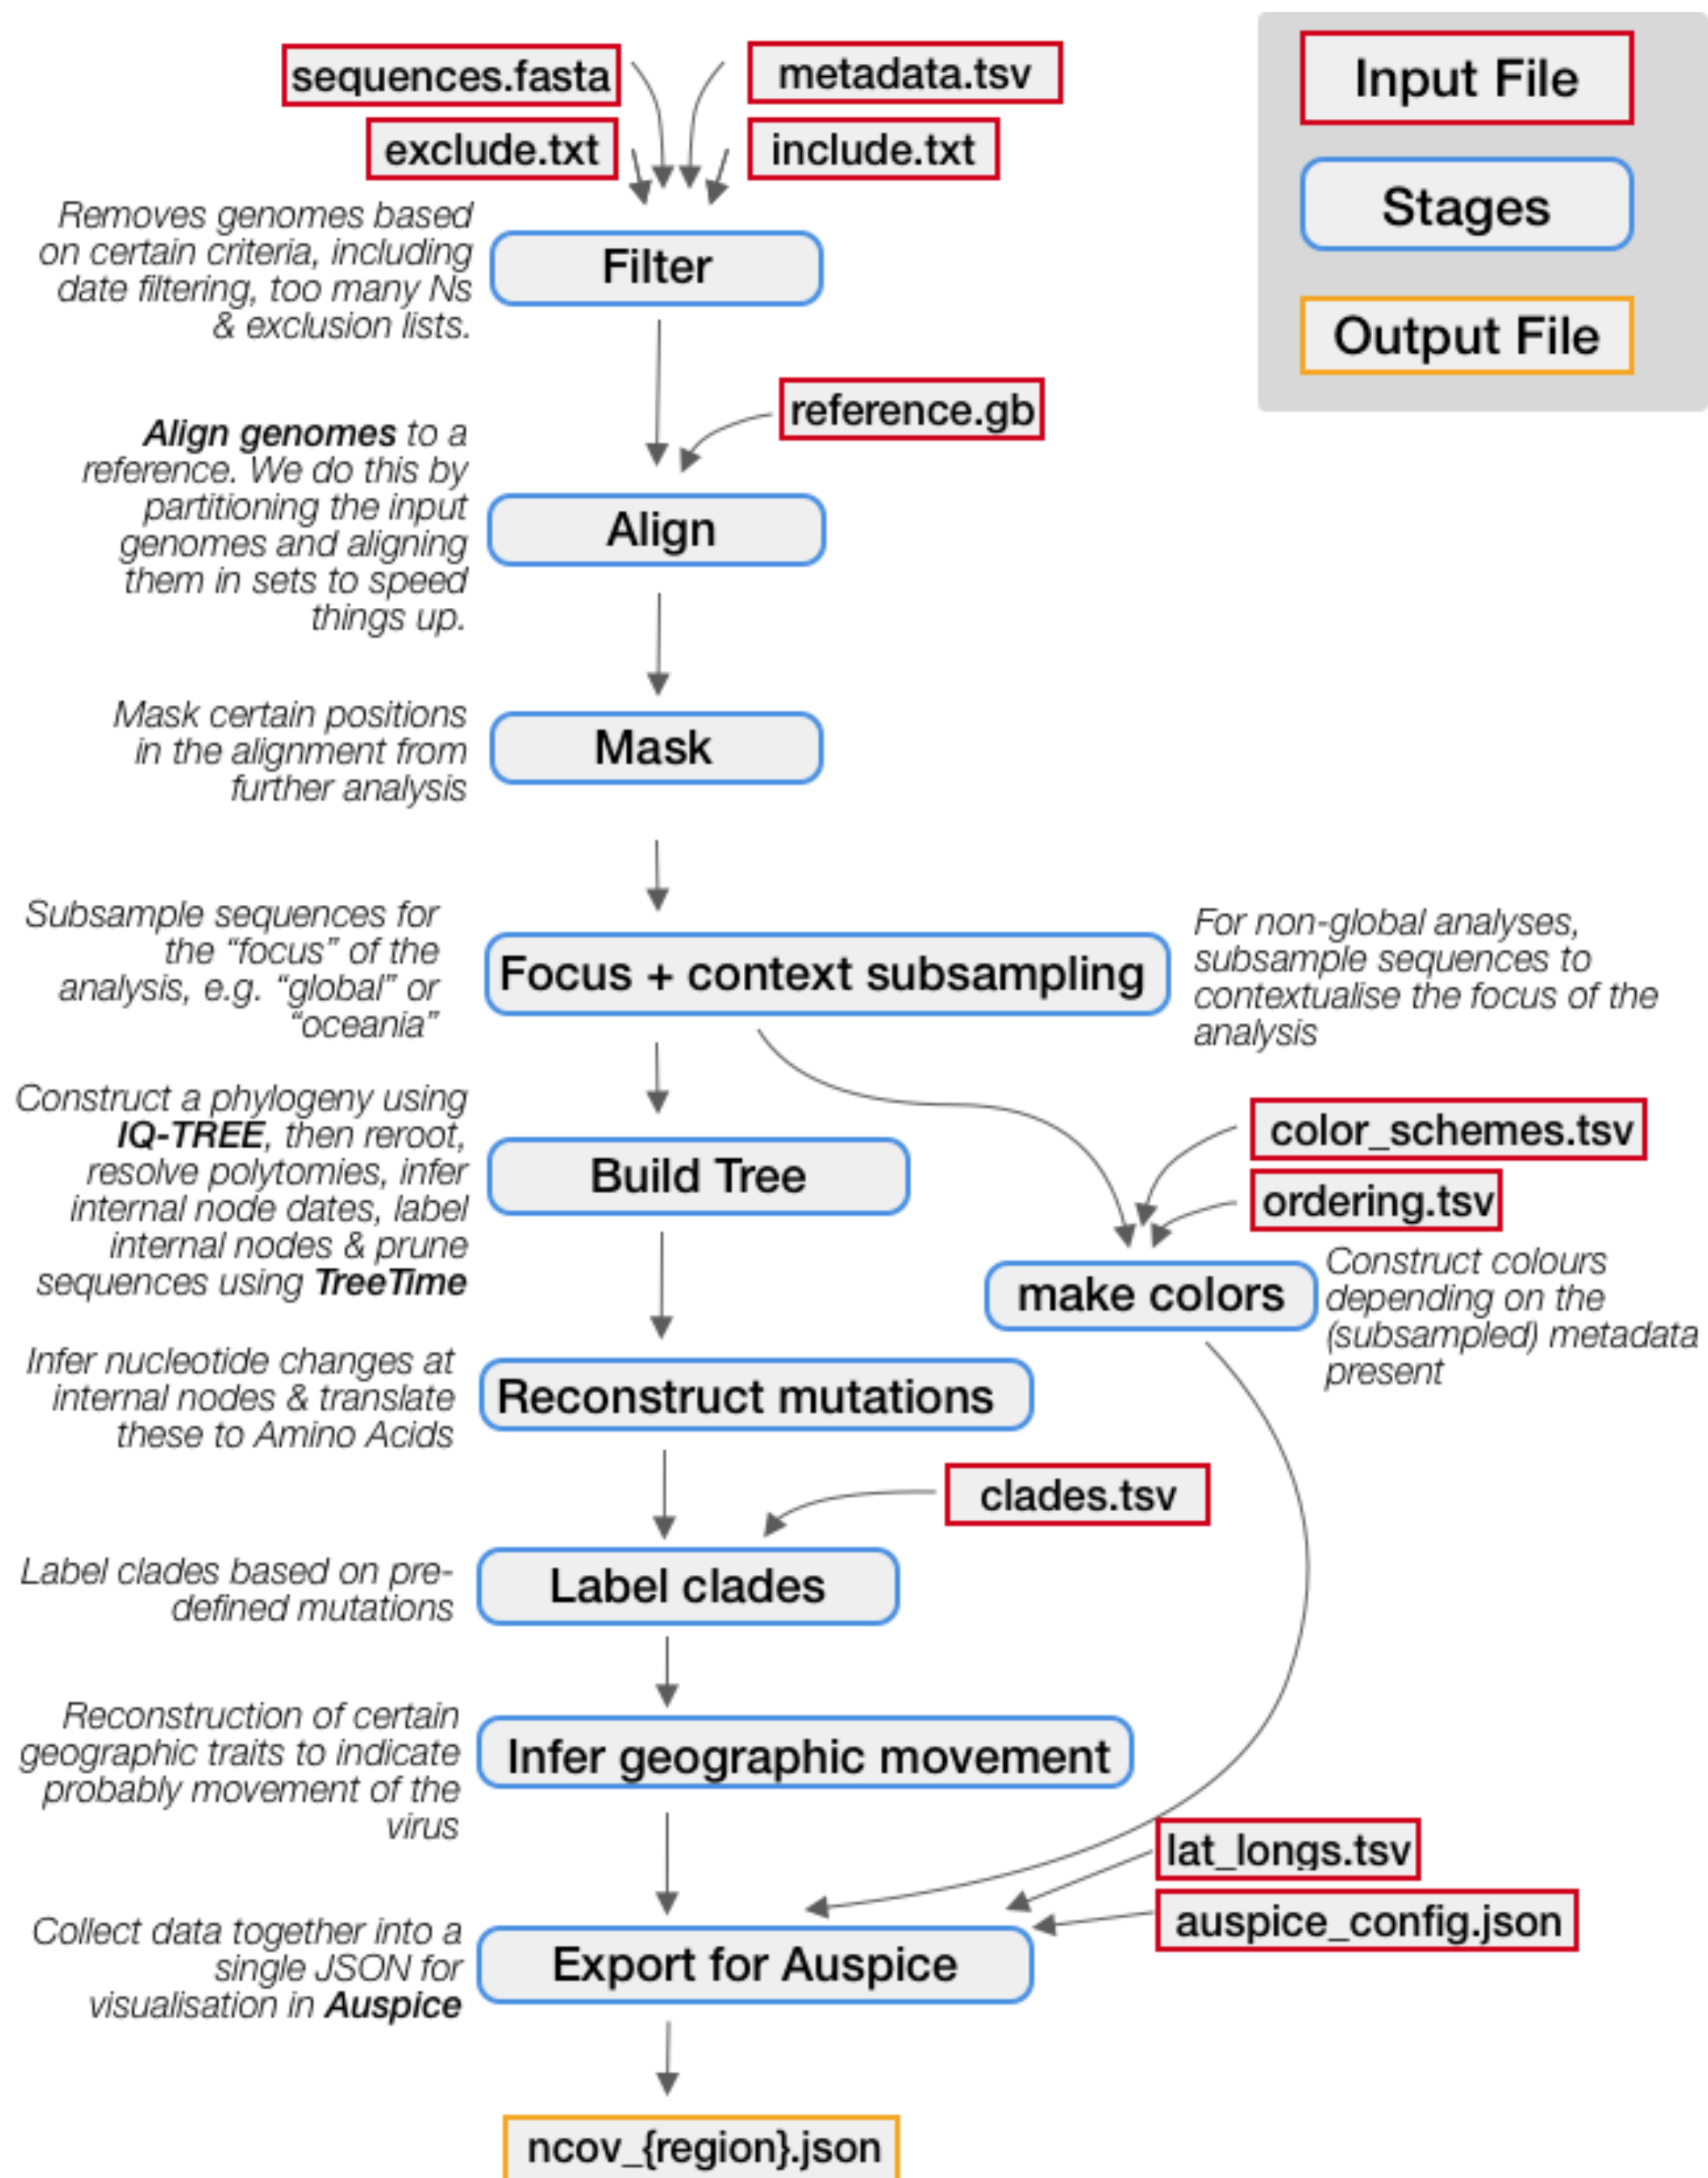 sequences.fasta
metadata.tsv
exclude.txt
include.txt
Input File
Stages
Output File
Removes genomes based
on certain criteria, including
date filtering, too many Ns
& exclusion lists.
Filter
reference.gb
Align genomes to a
reference. We do this by
partitioning the input
genomes and aligning
them in sets to speed
things up.
Align
Mask certain positions
in the alignment from
further analysis
Mask
Subsample sequences for
the “focus” of the
analysis, e.g. “global” or
“oceania”
Focus + context subsampling
For non-global analyses,
subsample sequences to
contextualise the focus of the
analysis
Construct a phylogeny using
IQ-TREE, then reroot,
resolve polytomies, infer
internal node dates, label
internal nodes & prune
sequences using TreeTime
Build Tree
color_schemes.tsv
ordering.tsv
make colors
Construct colours
depending on the
(subsampled) metadada
present
Infer nucleotide changes at
internal nodes & translate
these to Amino Acids
Reconstruct mutations
clades.tsv
Label clades based on pre-
defined mutations
Label clades
Reconstruction of certain
geographic traits to indicate
probably movement of the
virus
Infer geographic movement
lat_longs.tsv
auspice_config.json
Collect data together into a
single JSON for
visualisation in Auspice
Export for Auspice
ncov_{region}.json